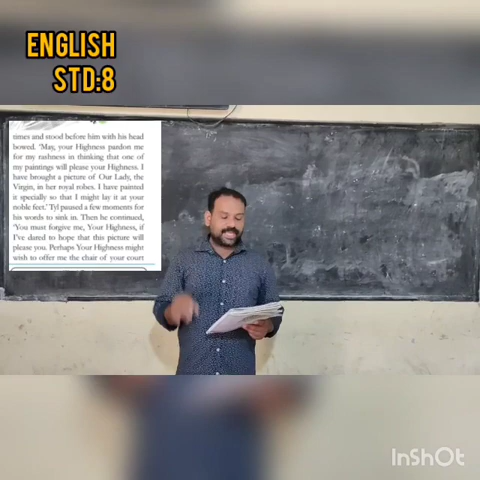 ENGLISH
STD:8
times and stood before him with his head
bowed. 'May, your Highness pardon me
for my rashness in thinking that one of
my paintings will please your Highness. I
have brought a picture of Our Lady, the
Virgin, in her royal robes. I have painted
it specially so that I might lay it at your
noble feet.' Tyl paused a few moments for
his words to sink in. Then he continued,
'You must forgive me, Your Highness, if
I've dared to hope that this picture will
please you. Perhaps Your Highness might
wish to offer me the chair of your court
InShOt